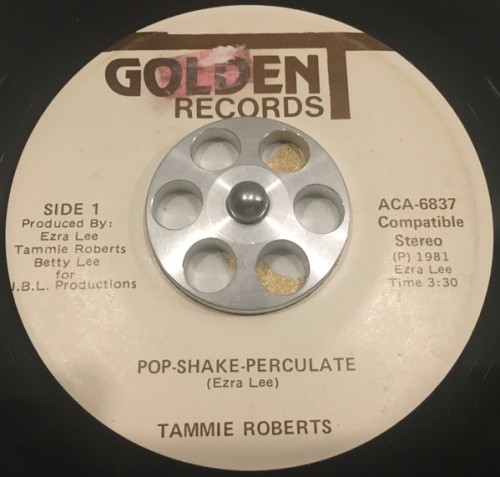 GOLDEN T
RECORDS
SIDE 1
Produced By:
Ezra Lee
Tammie Roberts
Betty Lee
for
J.B.L. Productions
ACA-6837
Compatible
Stereo
(P) 1981
Ezra Lee
Time 3:30
POP-SHAKE-PERCULATE
(Ezra Lee)
TAMMIE ROBERTS